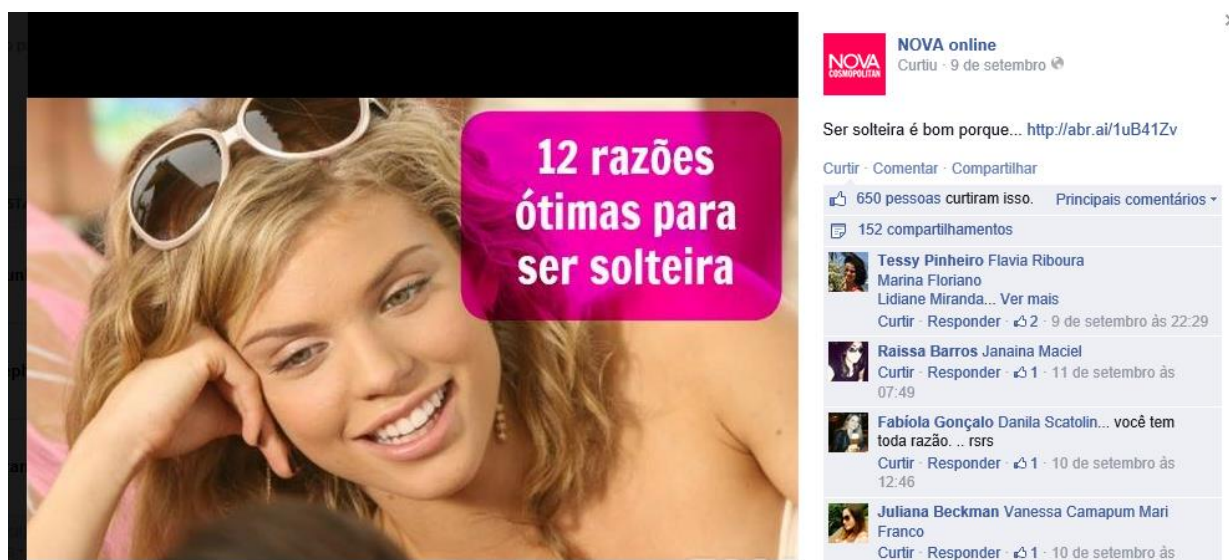 12 razões
ótimas para
ser solteira
NOVA
COSMOPOLITAN
NOVA online
Curtiu · 9 de setembro
Ser solteira é bom porque... http://abr.ai/1uB41Zv
Curtir · Comentar · Compartilhar
650 pessoas curtiram isso. Principais comentários
152 compartilhamentos
Tessy Pinheiro Flavia Riboura
Marina Floriano
Lidiane Miranda... Ver mais
Curtir · Responder · 2 · 9 de setembro às 22:29
Raissa Barros Janaina Maciel
Curtir · Responder · 1 · 11 de setembro às
07:49
Fabíola Gonçalo Danila Scatolin... você tem
toda razão. .. rsrs
Curtir · Responder · 1 · 10 de setembro às
12:46
Juliana Beckman Vanessa Camapum Mari
Franco
Curtir · Responder · 1 · 10 de setembro às